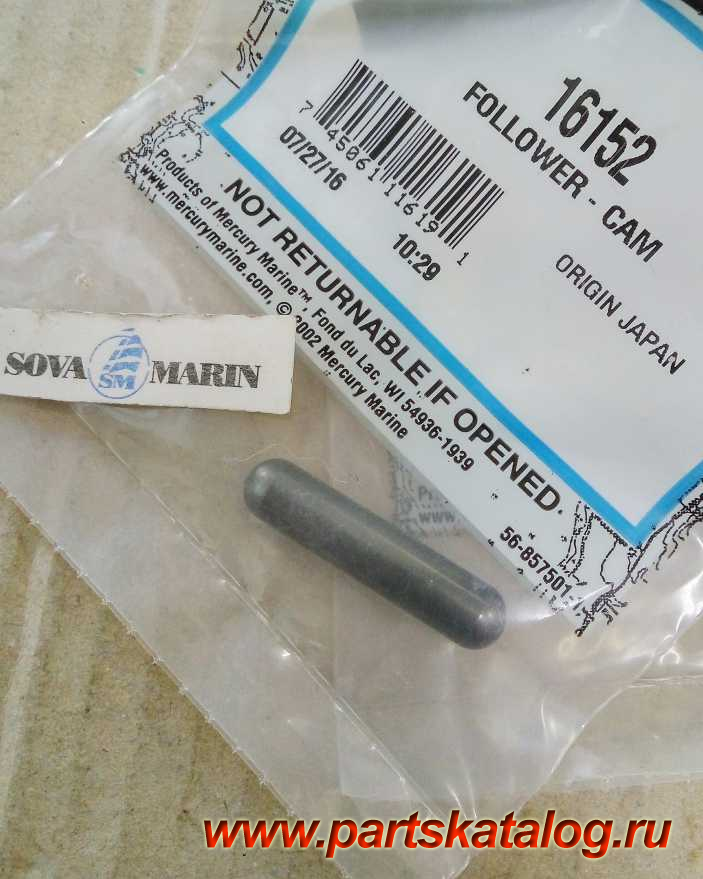 16152
FOLLOWER - CAM
7 45061 11619 1
07/27/16
10:29
ORIGIN JAPAN
NOT RETURNABLE IF OPENED.
Products of Mercury Marine™, Fond du Lac, WI 54936-1939
www.mercurymarine.com, © 2002 Mercury Marine
SOVA SM MARIN
www.partskatalog.ru